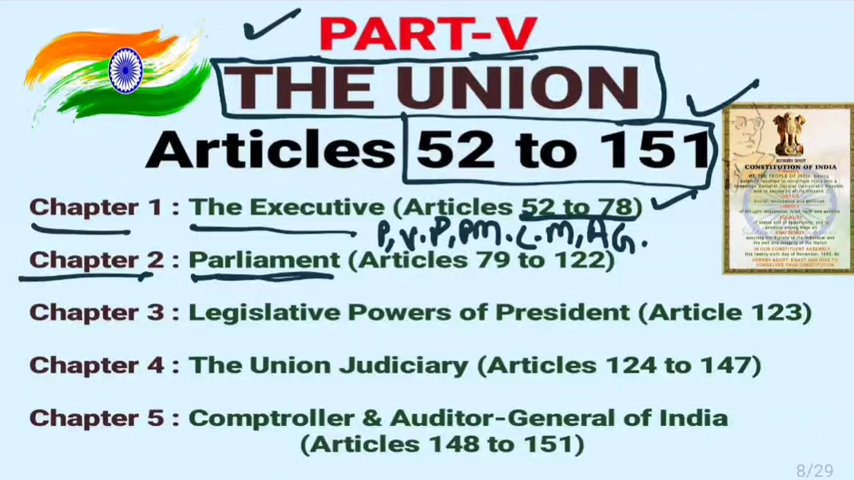 PART-V
THE UNION
Articles 52 to 151
CONSTITUTION OF INDIA
Chapter 1 : The Executive (Articles 52 to 78)
P, V.P, PM. C.M, AG.
Chapter 2 : Parliament (Articles 79 to 122)
Chapter 3 : Legislative Powers of President (Article 123)
Chapter 4 : The Union Judiciary (Articles 124 to 147)
Chapter 5 : Comptroller & Auditor-General of India
(Articles 148 to 151)
8/29